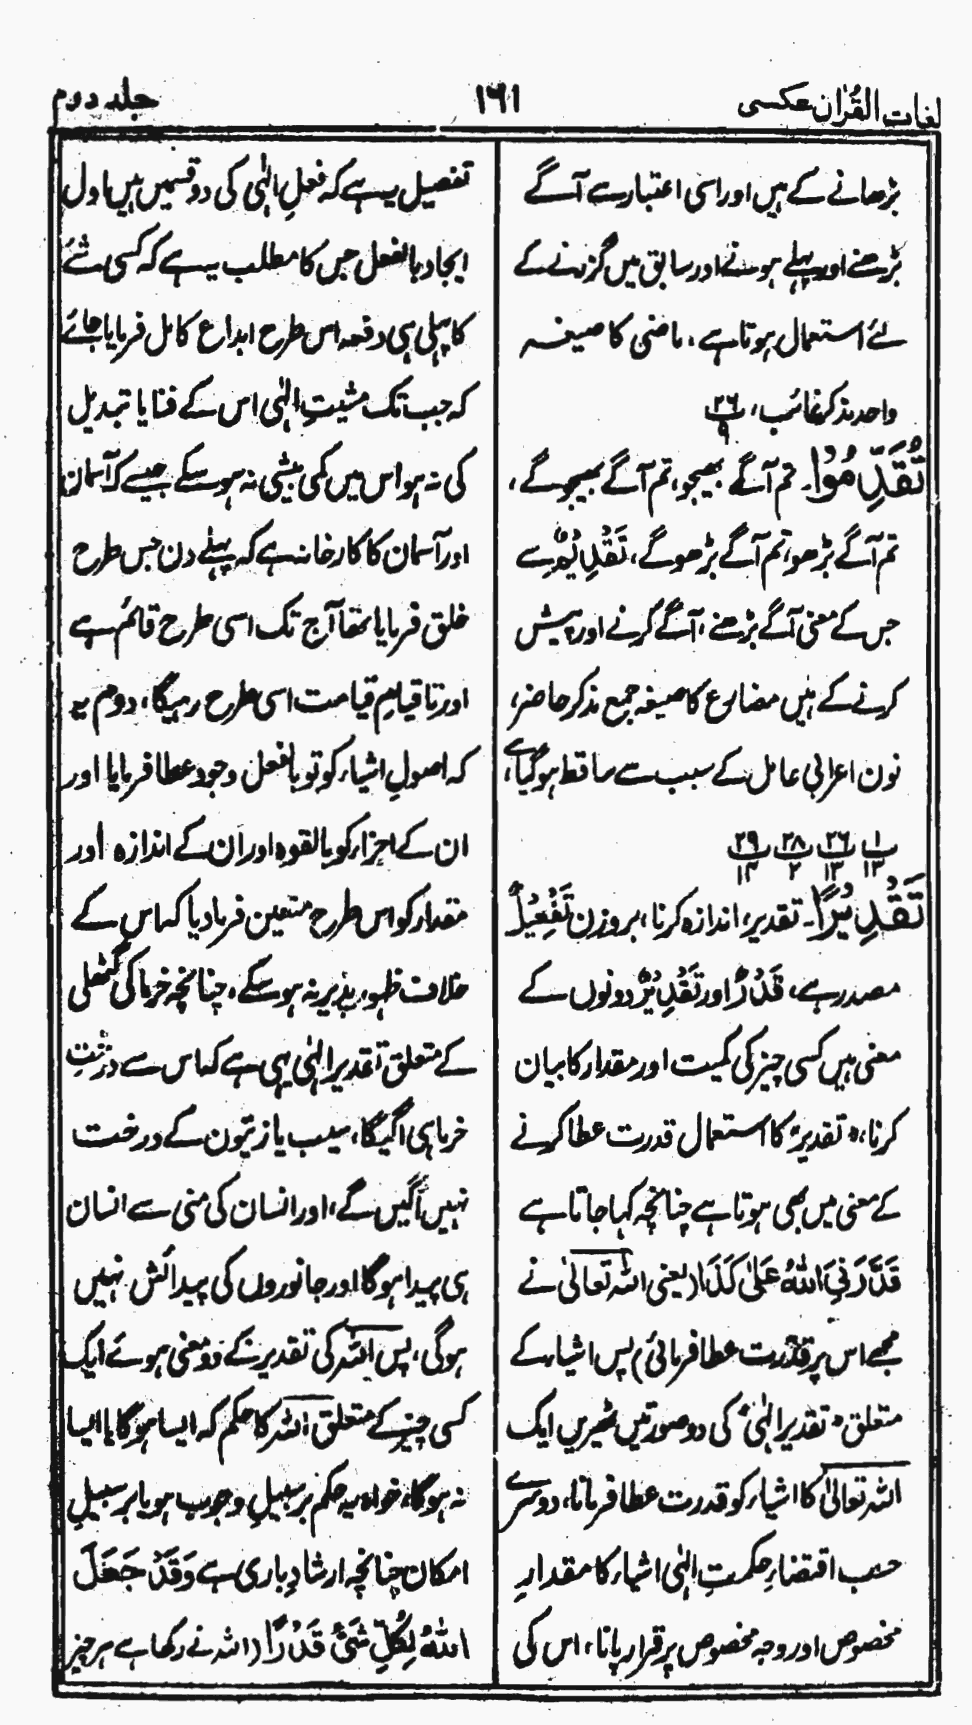 لغات القرآن عکسی
۱۶۱
جلد دوم
بڑھانے کے ہیں اور اسی اعتبار سے آگے
بڑھنے اور پہلے ہونے اور سابق میں گزرنے کے
لئے استعمال ہوتا ہے، ماضی کا صیغہ
واحد مذکر غائب، ۲۶/۹
تُقَدِّمُوا۔ تم آگے بھیجو، تم آگے بھیجو گے،
تم آگے بڑھو، تم آگے بڑھو گے، تَقْدِیْمٌ سے
جس کے معنی آگے بڑھنے، آگے کرنے اور پیش
کرنے کے ہیں مضارع کا صیغہ جمع مذکر حاضر،
نون اعرابی عامل کے سبب سے ساقط ہوگیا ہے،
پ۱/۱۳ پ۲۶/۱۳ پ۲۸/۲ پ۲۹/۱۴
تَقْدِیْرًا۔ تقدیر، اندازہ کرنا، بروزن تَفْعِیْلٌ
مصدر ہے، قَدْرٌ اور تَقْدِیْرٌ دونوں کے
معنی ہیں کسی چیز کی کمیت اور مقدار کا بیان
کرنا، "تقدیر" کا استعمال قدرت عطا کرنے
کے معنی میں بھی ہوتا ہے چنانچہ کہا جاتا ہے
قَدَّرَنِیَ اللّٰہُ عَلیٰ کَذَا (یعنی اللہ تعالیٰ نے
مجھے اس پر قدرت عطا فرمائی) پس اشیاء کے
متعلق "تقدیر الٰہی" کی دو صورتیں ٹھیریں ایک
اللہ تعالیٰ کا اشیاء کو قدرت عطا فرمانا، دوسرے
حسب اقتضاءِ حکمتِ الٰہی اشیاء کا مقدارِ
مخصوص اور وجہ مخصوص پر قرار پانا، اس کی
تفصیل یہ ہے کہ فعلِ الٰہی کی دو قسمیں ہیں اول
ایجاد بالفعل جس کا مطلب یہ ہے کہ کسی شے کے
کا پہلی ہی دفعہ اس طرح ابداع کامل فرمایا جائے
کہ جب تک مشیتِ الٰہی اس کے فنا یا تبدیل
کی نہ ہو اس میں کمی بیشی نہ ہوسکے جیسے کہ آسمان
اور آسمان کا کارخانہ ہے کہ پہلے دن جس طرح
خلق فرمایا تھا آج تک اسی طرح قائم ہے
اور تا قیامِ قیامت اسی طرح رہیگا، دوم یہ
کہ اصولِ اشیاء کو تو بالفعل وجود عطا فرمایا اور
ان کے اجزاء کو بالقوہ اور ان کے اندازہ اور
مقدار کو اس طرح متعین فرما دیا کہ اس کے
خلاف ظہور پذیر نہ ہوسکے، چنانچہ خرما کی گٹھلی
کے متعلق تقدیر الٰہی یہی ہے کہ اس سے درختِ
خرما ہی اگیگا، سیب یا زیتون کے درخت
نہیں اُگیں گے، اور انسان کی منی سے انسان
ہی پیدا ہوگا اور جانوروں کی پیدائش نہیں
ہوگی، پس اللہ کی تقدیر کے دو معنی ہوئے ایک
کسی چیز کے متعلق اللہ کا حکم کہ ایسا ہوگا یا ایسا
نہ ہوگا، خواہ یہ حکم بر سبیلِ وجوب ہو یا بر سبیلِ
امکان چنانچہ ارشادِ باری ہے وَقَدْ جَعَلَ
اللّٰہُ لِکُلِّ شَیْءٍ قَدْرًا (اللہ نے رکھا ہے ہر چیز